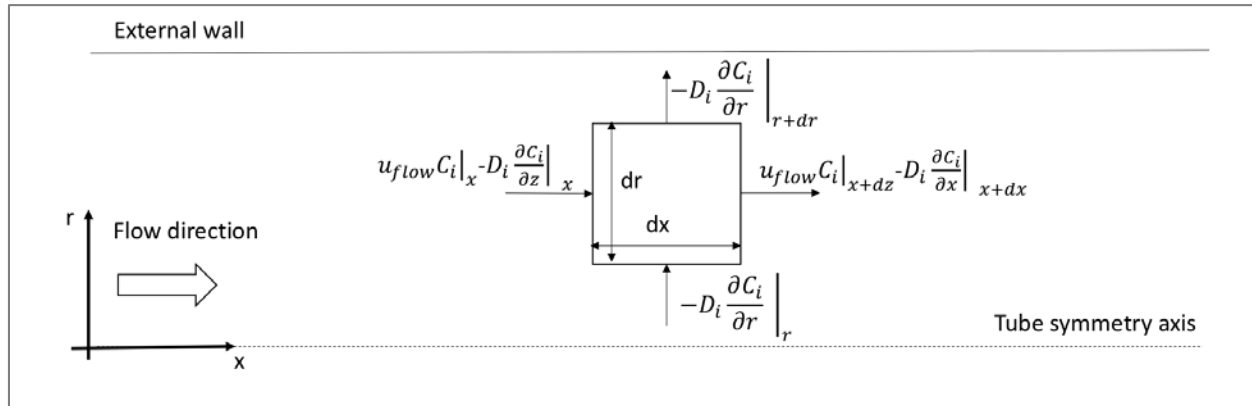 External wall
$-D_i \frac{\partial C_i}{\partial r}\Big|_{r+dr}$
$u_{flow}C_i|_x \text{-} D_i \frac{\partial C_i}{\partial z}\Big|_x$
dr
$u_{flow}C_i|_{x+dz} \text{-} D_i \frac{\partial C_i}{\partial x}\Big|_{x+dx}$
r
Flow direction
dx
$-D_i \frac{\partial C_i}{\partial r}\Big|_r$
Tube symmetry axis
x